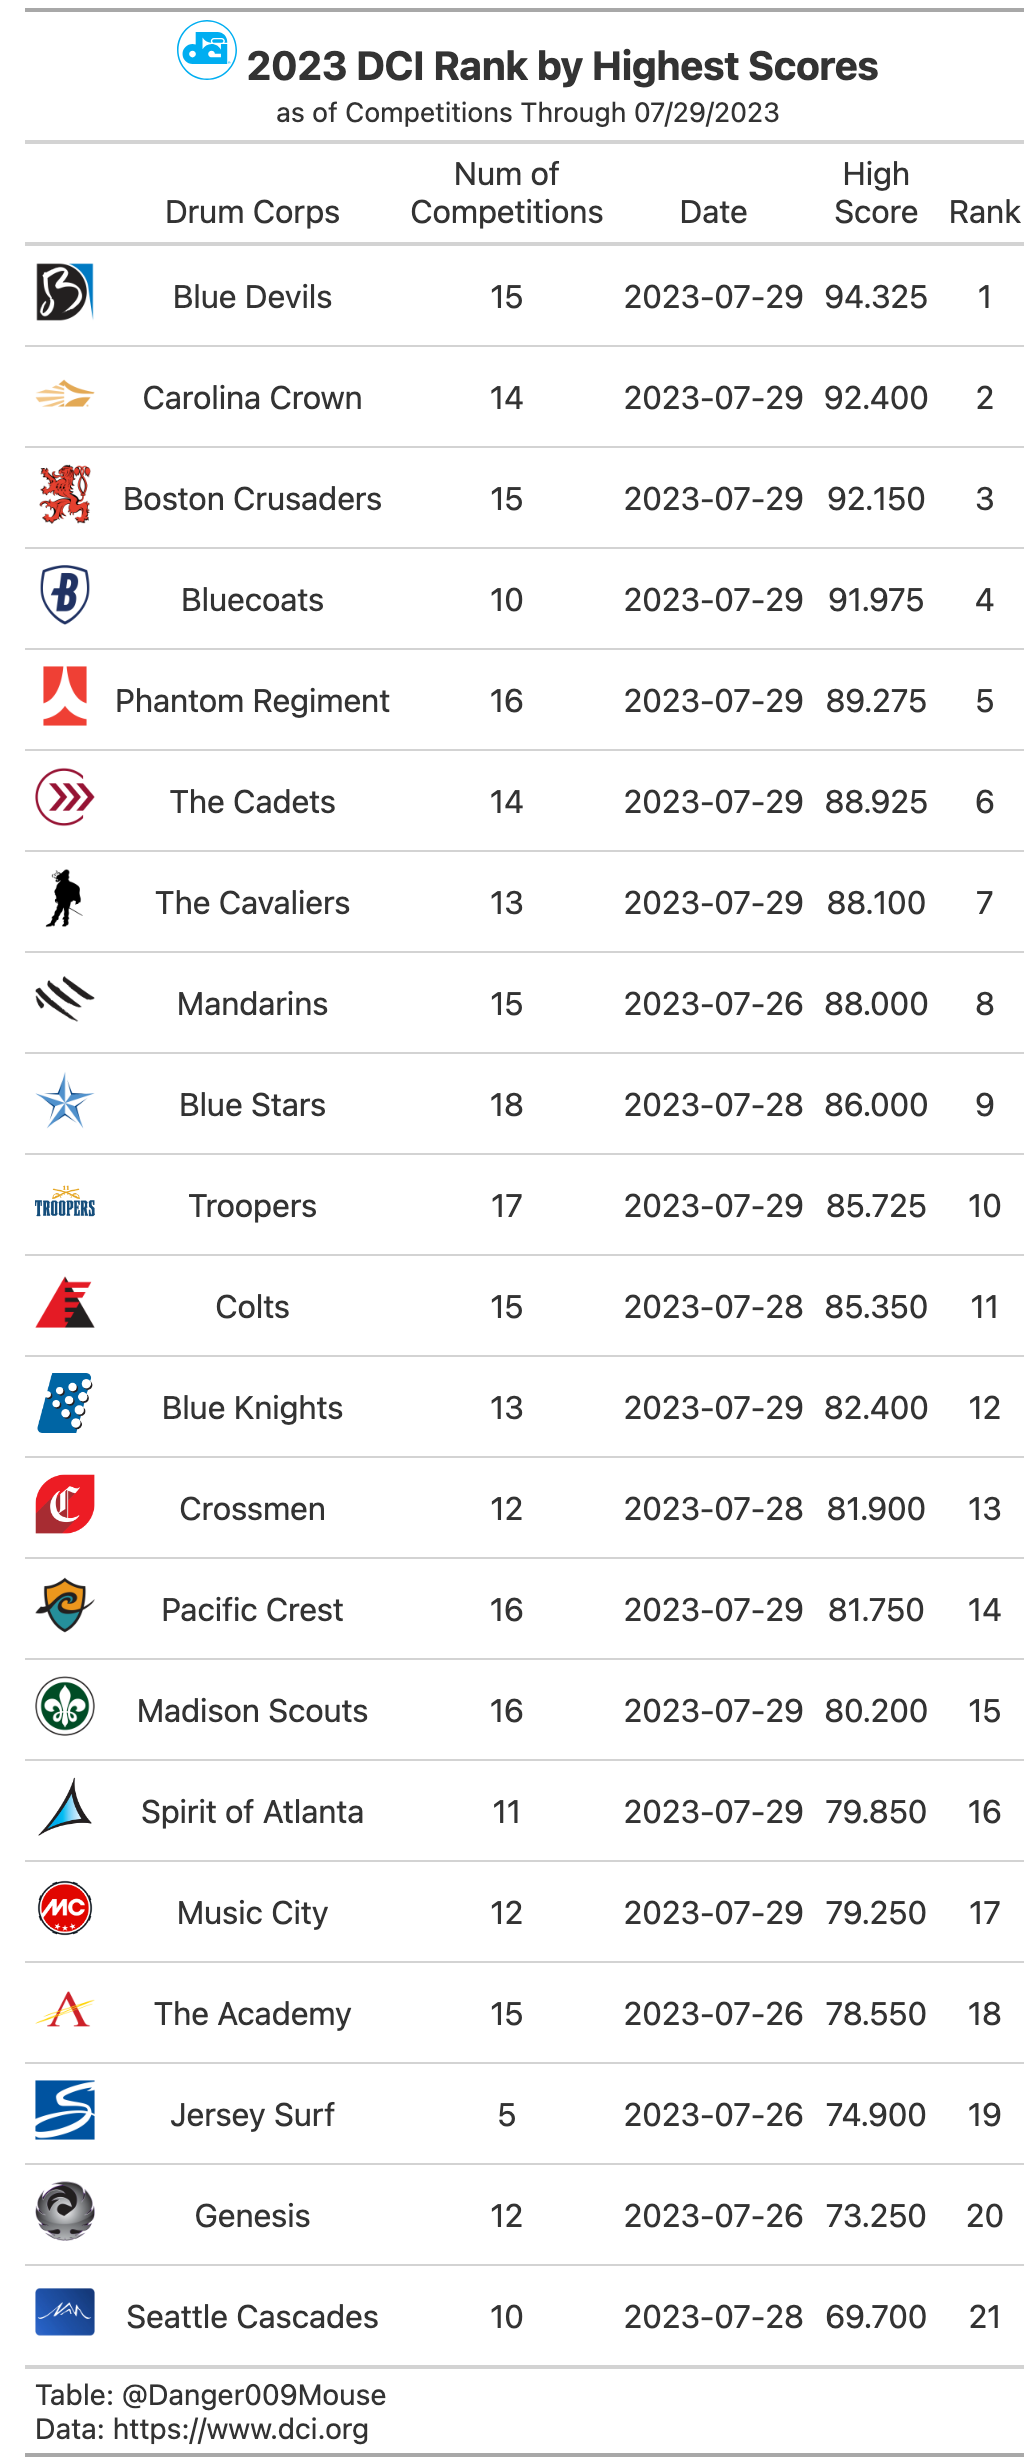 dci
2023 DCI Rank by Highest Scores
as of Competitions Through 07/29/2023
Drum Corps Num of Competitions Date High Score Rank
B Blue Devils 15 2023-07-29 94.325 1
Carolina Crown 14 2023-07-29 92.400 2
Boston Crusaders 15 2023-07-29 92.150 3
B Bluecoats 10 2023-07-29 91.975 4
Phantom Regiment 16 2023-07-29 89.275 5
The Cadets 14 2023-07-29 88.925 6
The Cavaliers 13 2023-07-29 88.100 7
Mandarins 15 2023-07-26 88.000 8
Blue Stars 18 2023-07-28 86.000 9
TROOPERS Troopers 17 2023-07-29 85.725 10
Colts 15 2023-07-28 85.350 11
Blue Knights 13 2023-07-29 82.400 12
C Crossmen 12 2023-07-28 81.900 13
Pacific Crest 16 2023-07-29 81.750 14
Madison Scouts 16 2023-07-29 80.200 15
Spirit of Atlanta 11 2023-07-29 79.850 16
MC Music City 12 2023-07-29 79.250 17
A The Academy 15 2023-07-26 78.550 18
S Jersey Surf 5 2023-07-26 74.900 19
Genesis 12 2023-07-26 73.250 20
Seattle Cascades 10 2023-07-28 69.700 21
Table: @Danger009Mouse
Data: https://www.dci.org